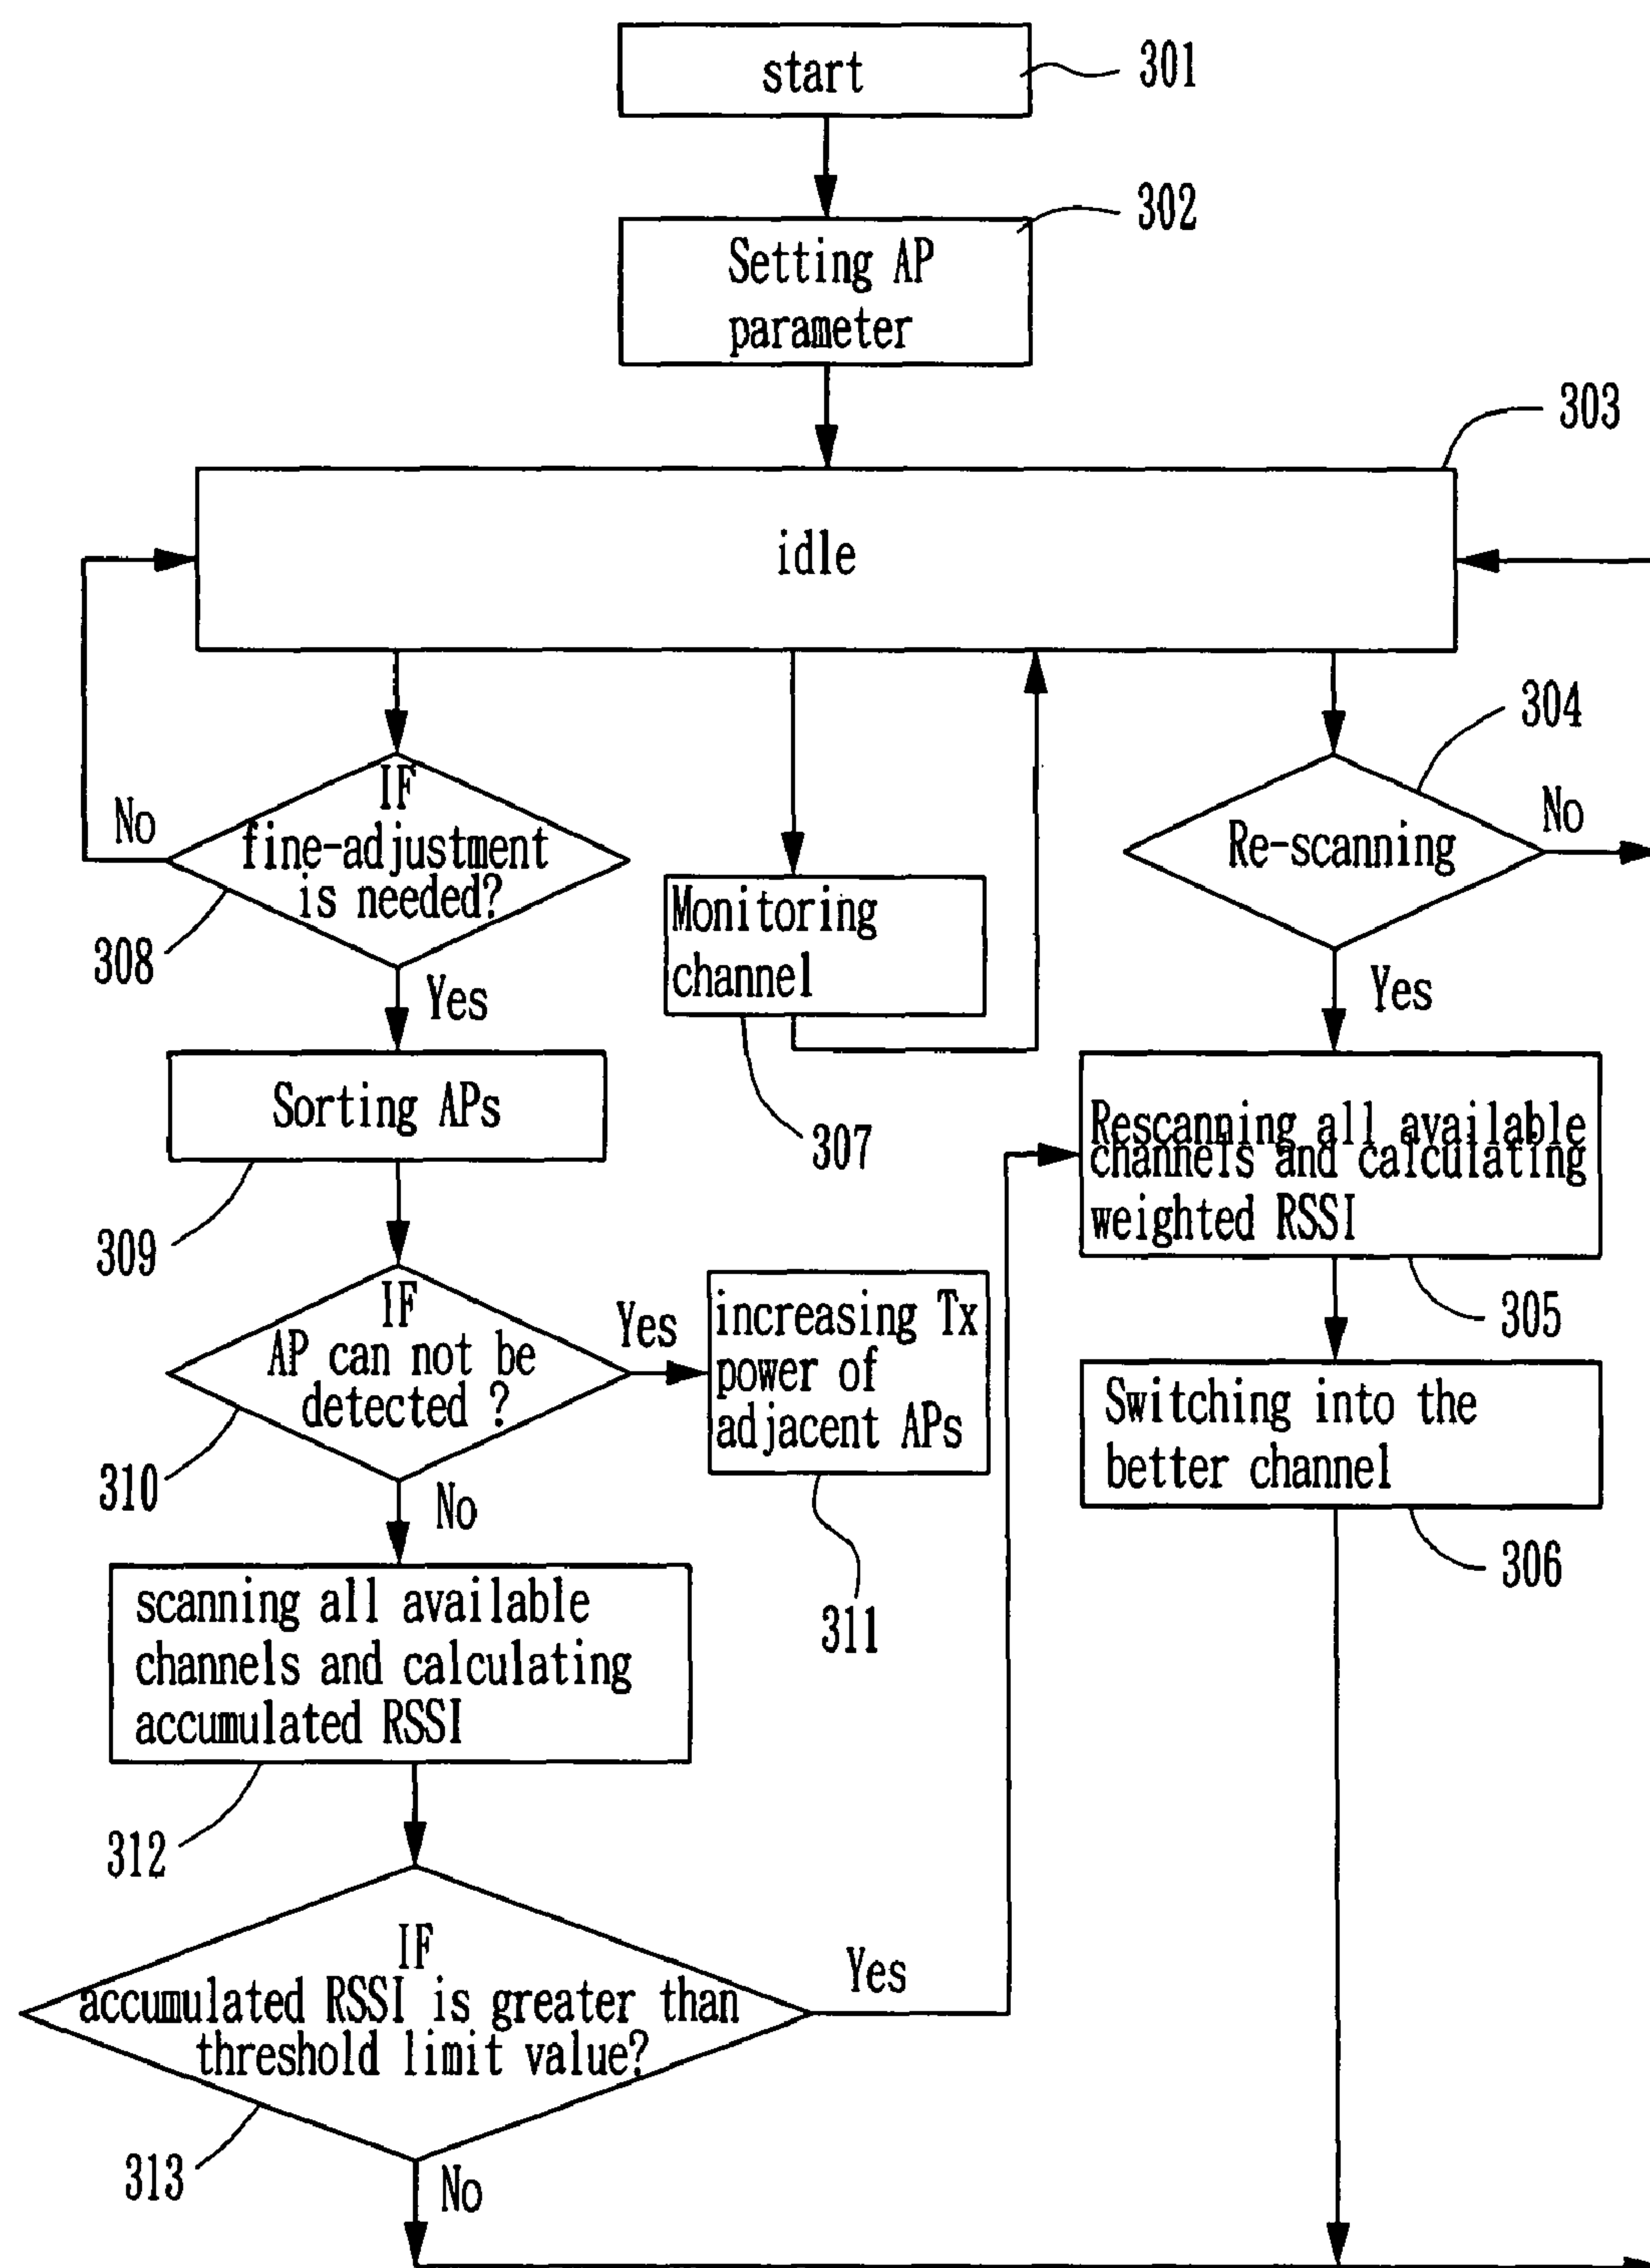 start
301
302
Setting AP
parameter
303
idle
304
IF
fine-adjustment
is needed?
No
308
Yes
Monitoring
channel
307
Re-scanning
No
Yes
Sorting APs
309
Rescanning all available
channels and calculating
weighted RSSI
305
IF
AP can not be
detected ?
Yes
310
No
increasing Tx
power of
adjacent APs
311
Switching into the
better channel
306
scanning all available
channels and calculating
accumulated RSSI
312
IF
accumulated RSSI is greater than
threshold limit value?
Yes
313
No